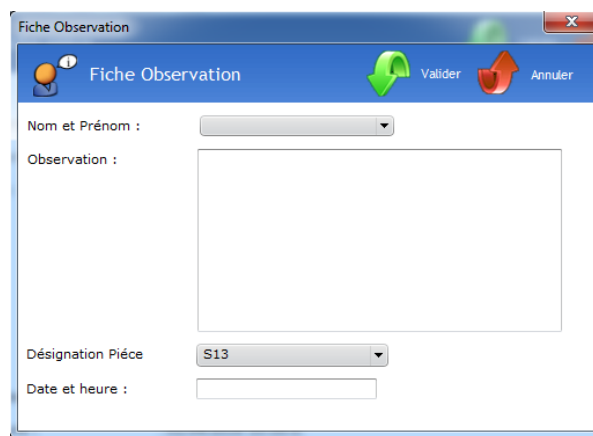 Fiche Observation
Fiche Observation
Valider
Annuler
Nom et Prénom :
Observation :
Désignation Piéce
S13
Date et heure :